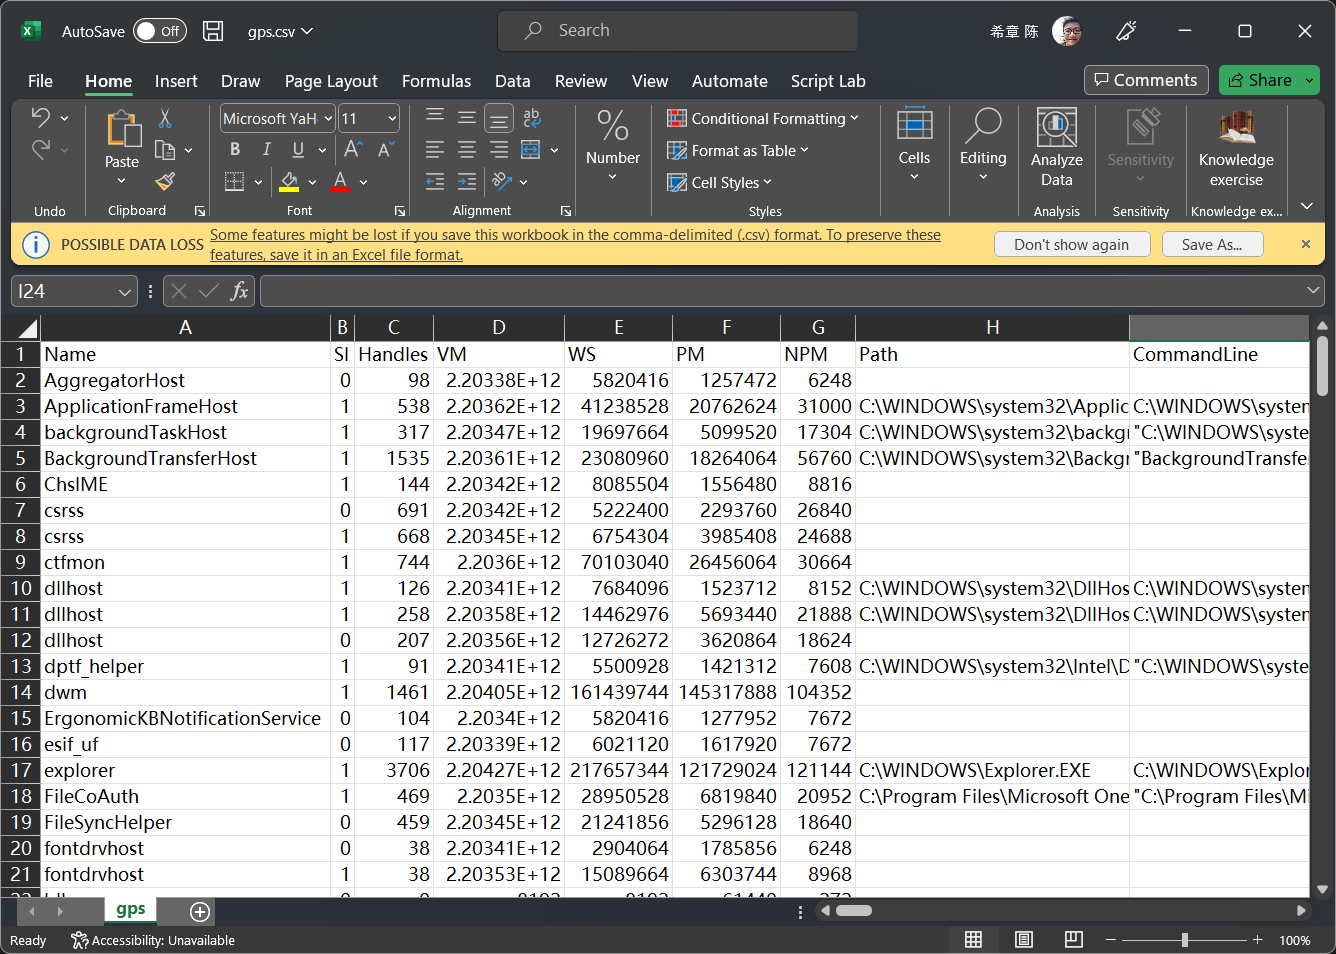 AutoSave Off gps.csv Search 希章 陈
File Home Insert Draw Page Layout Formulas Data Review View Automate Script Lab Comments Share
Microsoft YaH 11
Paste
B I U A A
A
Number
Conditional Formatting
Format as Table
Cell Styles
Cells
Editing
Analyze
Data
Sensitivity
Knowledge
exercise
Undo Clipboard Font Alignment Styles Analysis Sensitivity Knowledge ex...
POSSIBLE DATA LOSS Some features might be lost if you save this workbook in the comma-delimited (.csv) format. To preserve these
features, save it in an Excel file format.
Don't show again Save As...
I24 fx
A B C D E F G H
1 Name SI Handles VM WS PM NPM Path CommandLine
2 AggregatorHost 0 98 2.20338E+12 5820416 1257472 6248
3 ApplicationFrameHost 1 538 2.20362E+12 41238528 20762624 31000 C:\WINDOWS\system32\Applic C:\WINDOWS\system
4 backgroundTaskHost 1 317 2.20347E+12 19697664 5099520 17304 C:\WINDOWS\system32\backgr "C:\WINDOWS\syste
5 BackgroundTransferHost 1 1535 2.20361E+12 23080960 18264064 56760 C:\WINDOWS\system32\Backgr "BackgroundTransfe
6 ChsIME 1 144 2.20342E+12 8085504 1556480 8816
7 csrss 0 691 2.20342E+12 5222400 2293760 26840
8 csrss 1 668 2.20345E+12 6754304 3985408 24688
9 ctfmon 1 744 2.2036E+12 70103040 26456064 30664
10 dllhost 1 126 2.20341E+12 7684096 1523712 8152 C:\WINDOWS\system32\DllHos C:\WINDOWS\system
11 dllhost 1 258 2.20358E+12 14462976 5693440 21888 C:\WINDOWS\system32\DllHos C:\WINDOWS\system
12 dllhost 0 207 2.20356E+12 12726272 3620864 18624
13 dptf_helper 1 91 2.20341E+12 5500928 1421312 7608 C:\WINDOWS\system32\Intel\D "C:\WINDOWS\syste
14 dwm 1 1461 2.20405E+12 161439744 145317888 104352
15 ErgonomicKBNotificationService 0 104 2.2034E+12 5820416 1277952 7672
16 esif_uf 0 117 2.20339E+12 6021120 1617920 7672
17 explorer 1 3706 2.20427E+12 217657344 121729024 121144 C:\WINDOWS\Explorer.EXE C:\WINDOWS\Explor
18 FileCoAuth 1 469 2.2035E+12 28950528 6819840 20952 C:\Program Files\Microsoft One "C:\Program Files\Mi
19 FileSyncHelper 0 459 2.20345E+12 21241856 5296128 18640
20 fontdrvhost 0 38 2.20341E+12 2904064 1785856 6248
21 fontdrvhost 1 38 2.20353E+12 15089664 6303744 8968
gps
Ready Accessibility: Unavailable 100%